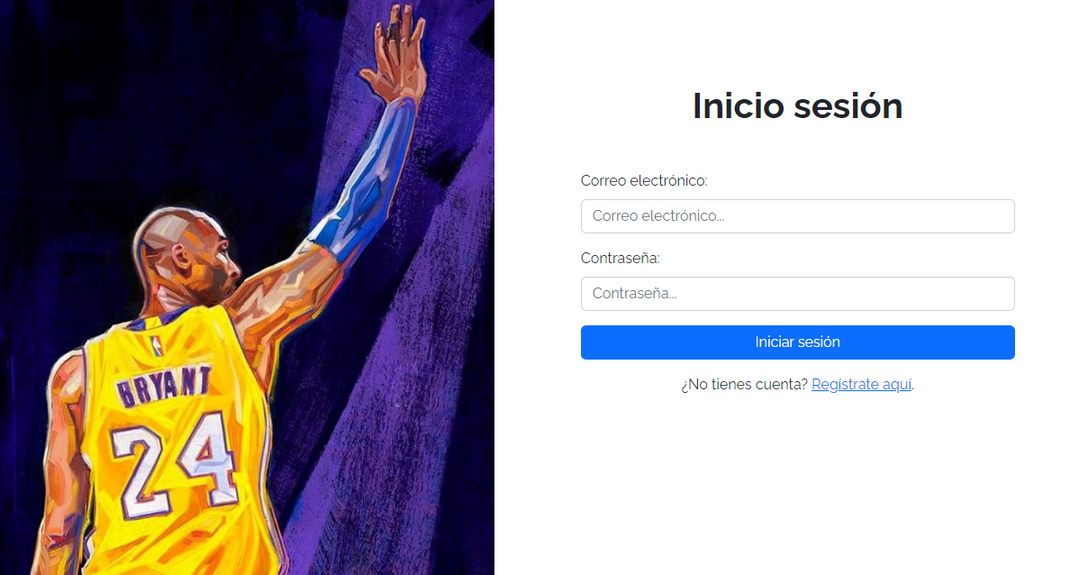 BRYANT
24
Inicio sesión
Correo electrónico:
Correo electrónico...
Contraseña:
Contraseña...
Iniciar sesión
¿No tienes cuenta? Regístrate aquí.